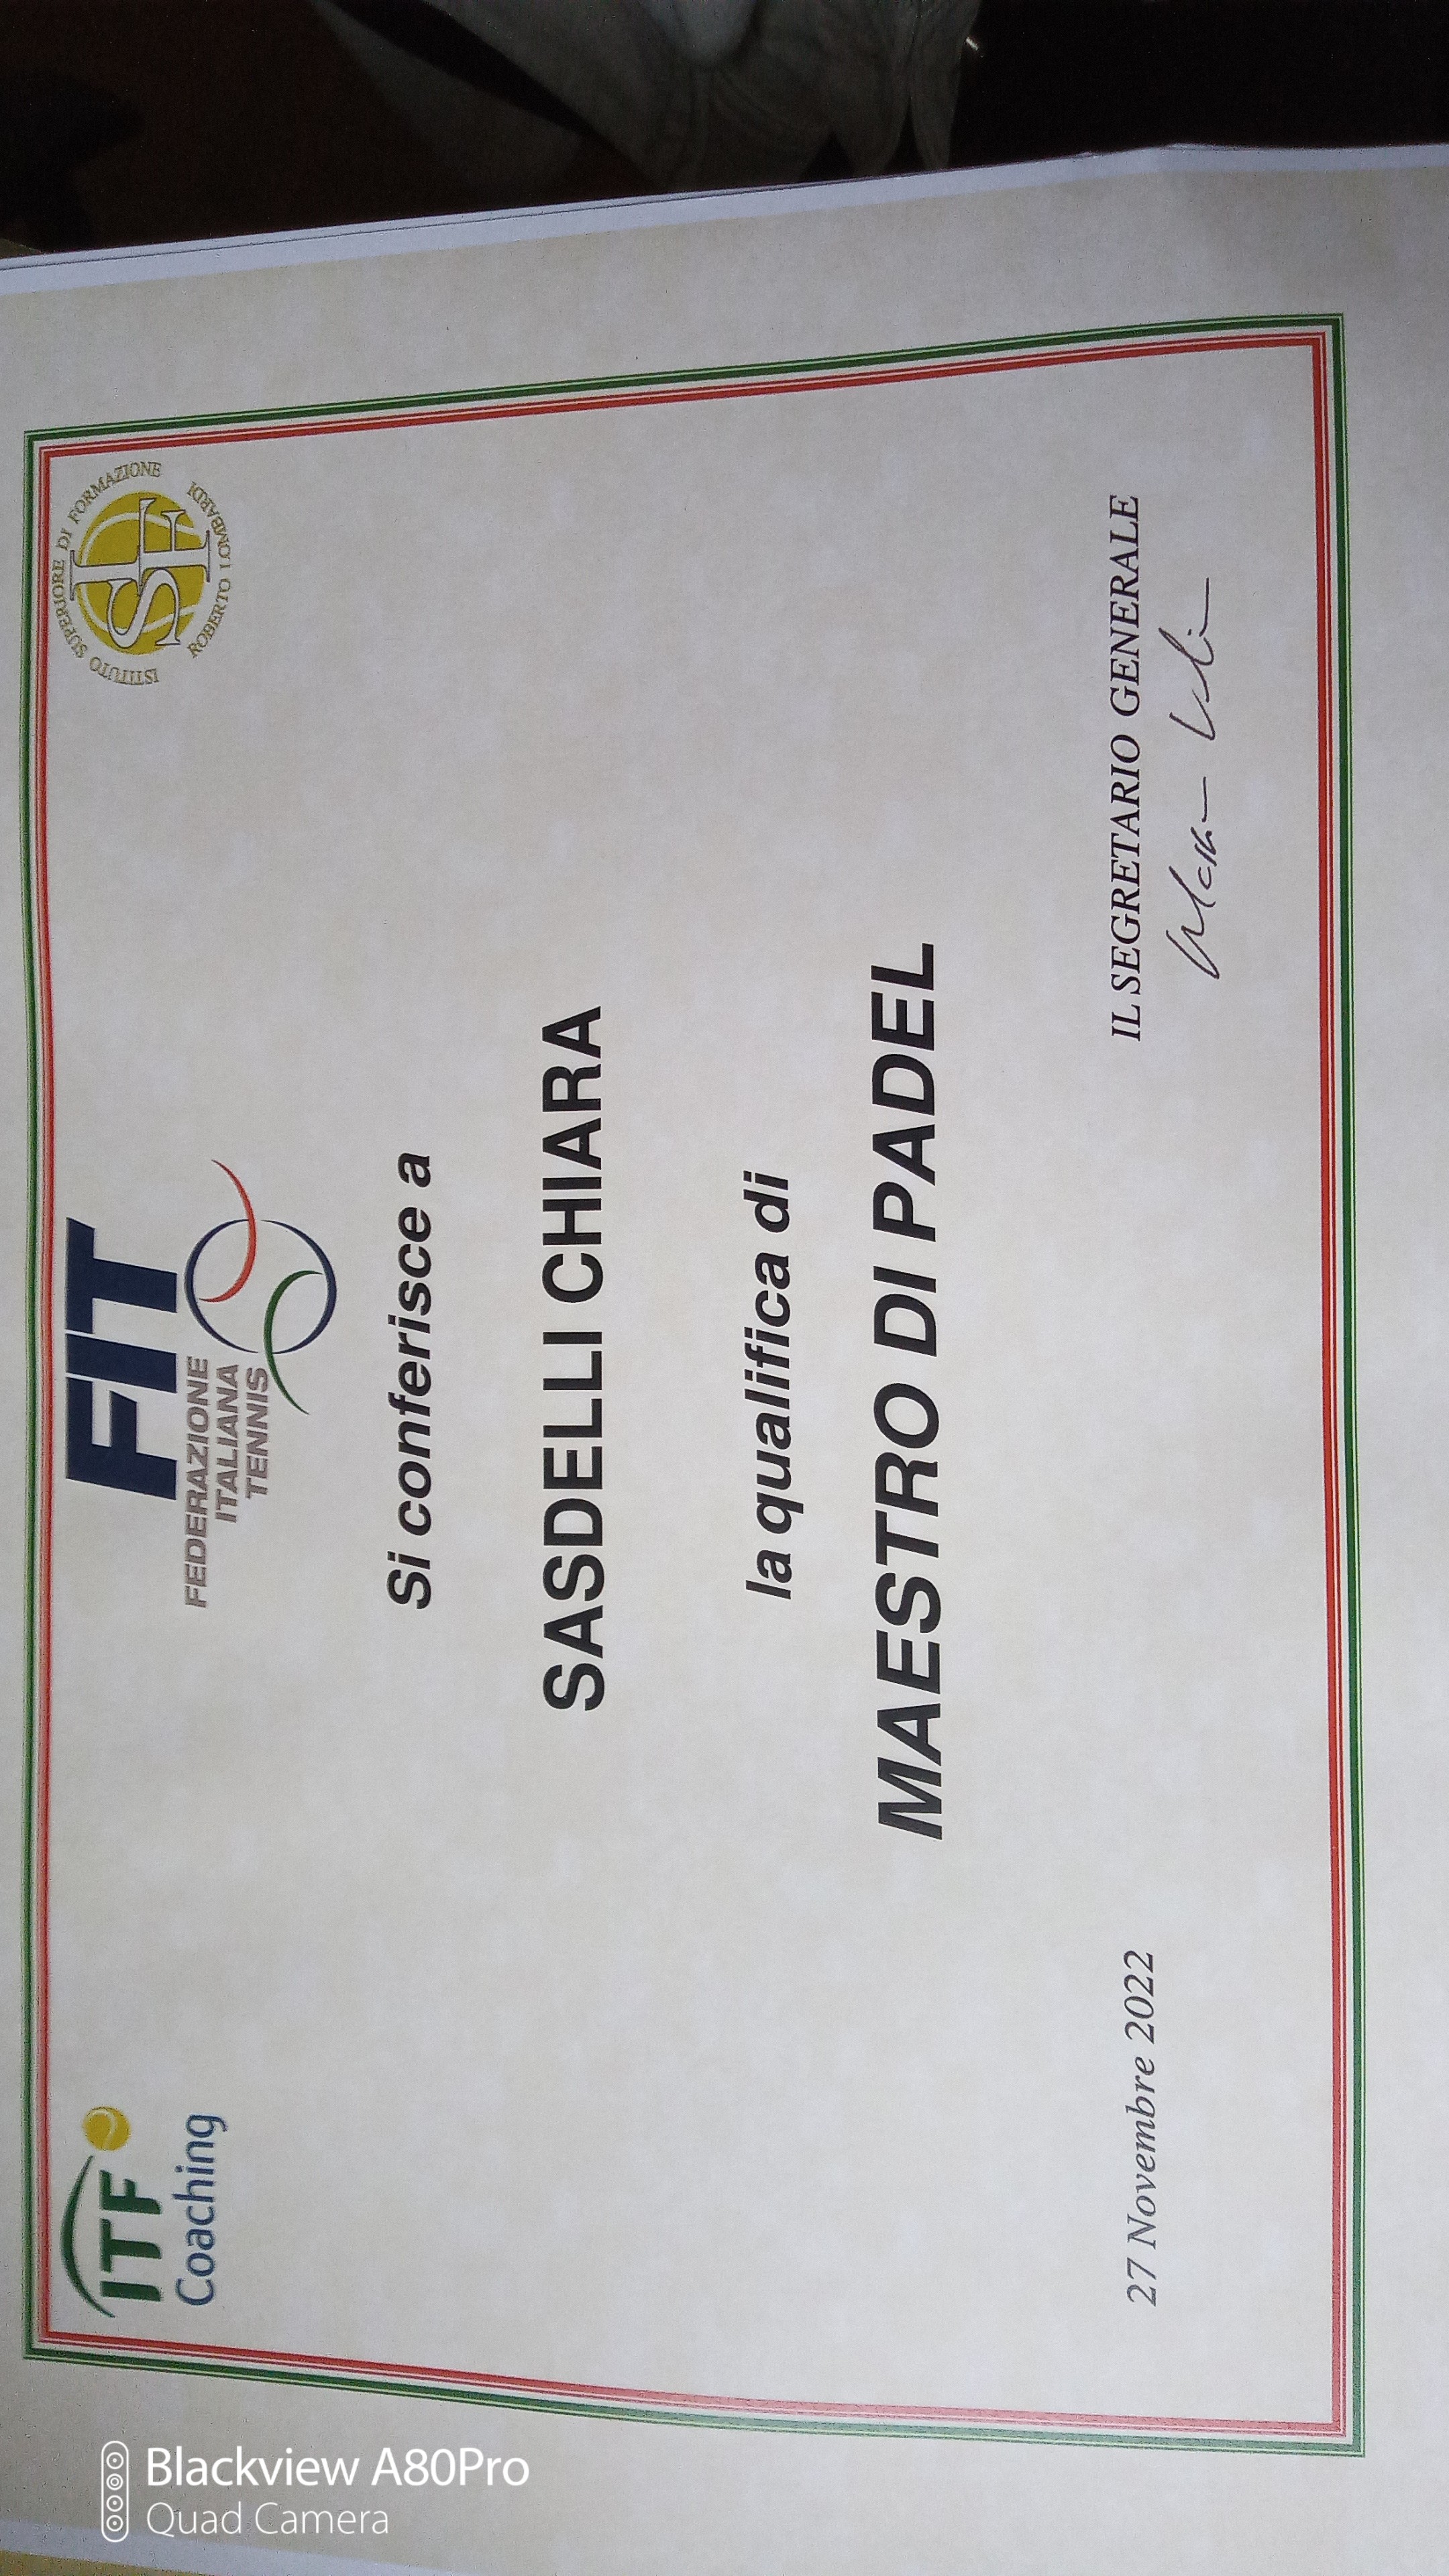 ITF
Coaching
FIT
FEDERAZIONE
ITALIANA
TENNIS
ISTITUTO SUPERIORE DI FORMAZIONE
ROBERTO LOMBARDI
ISF
Si conferisce a
SASDELLI CHIARA
la qualifica di
MAESTRO DI PADEL
27 Novembre 2022
IL SEGRETARIO GENERALE
Blackview A80Pro
Quad Camera